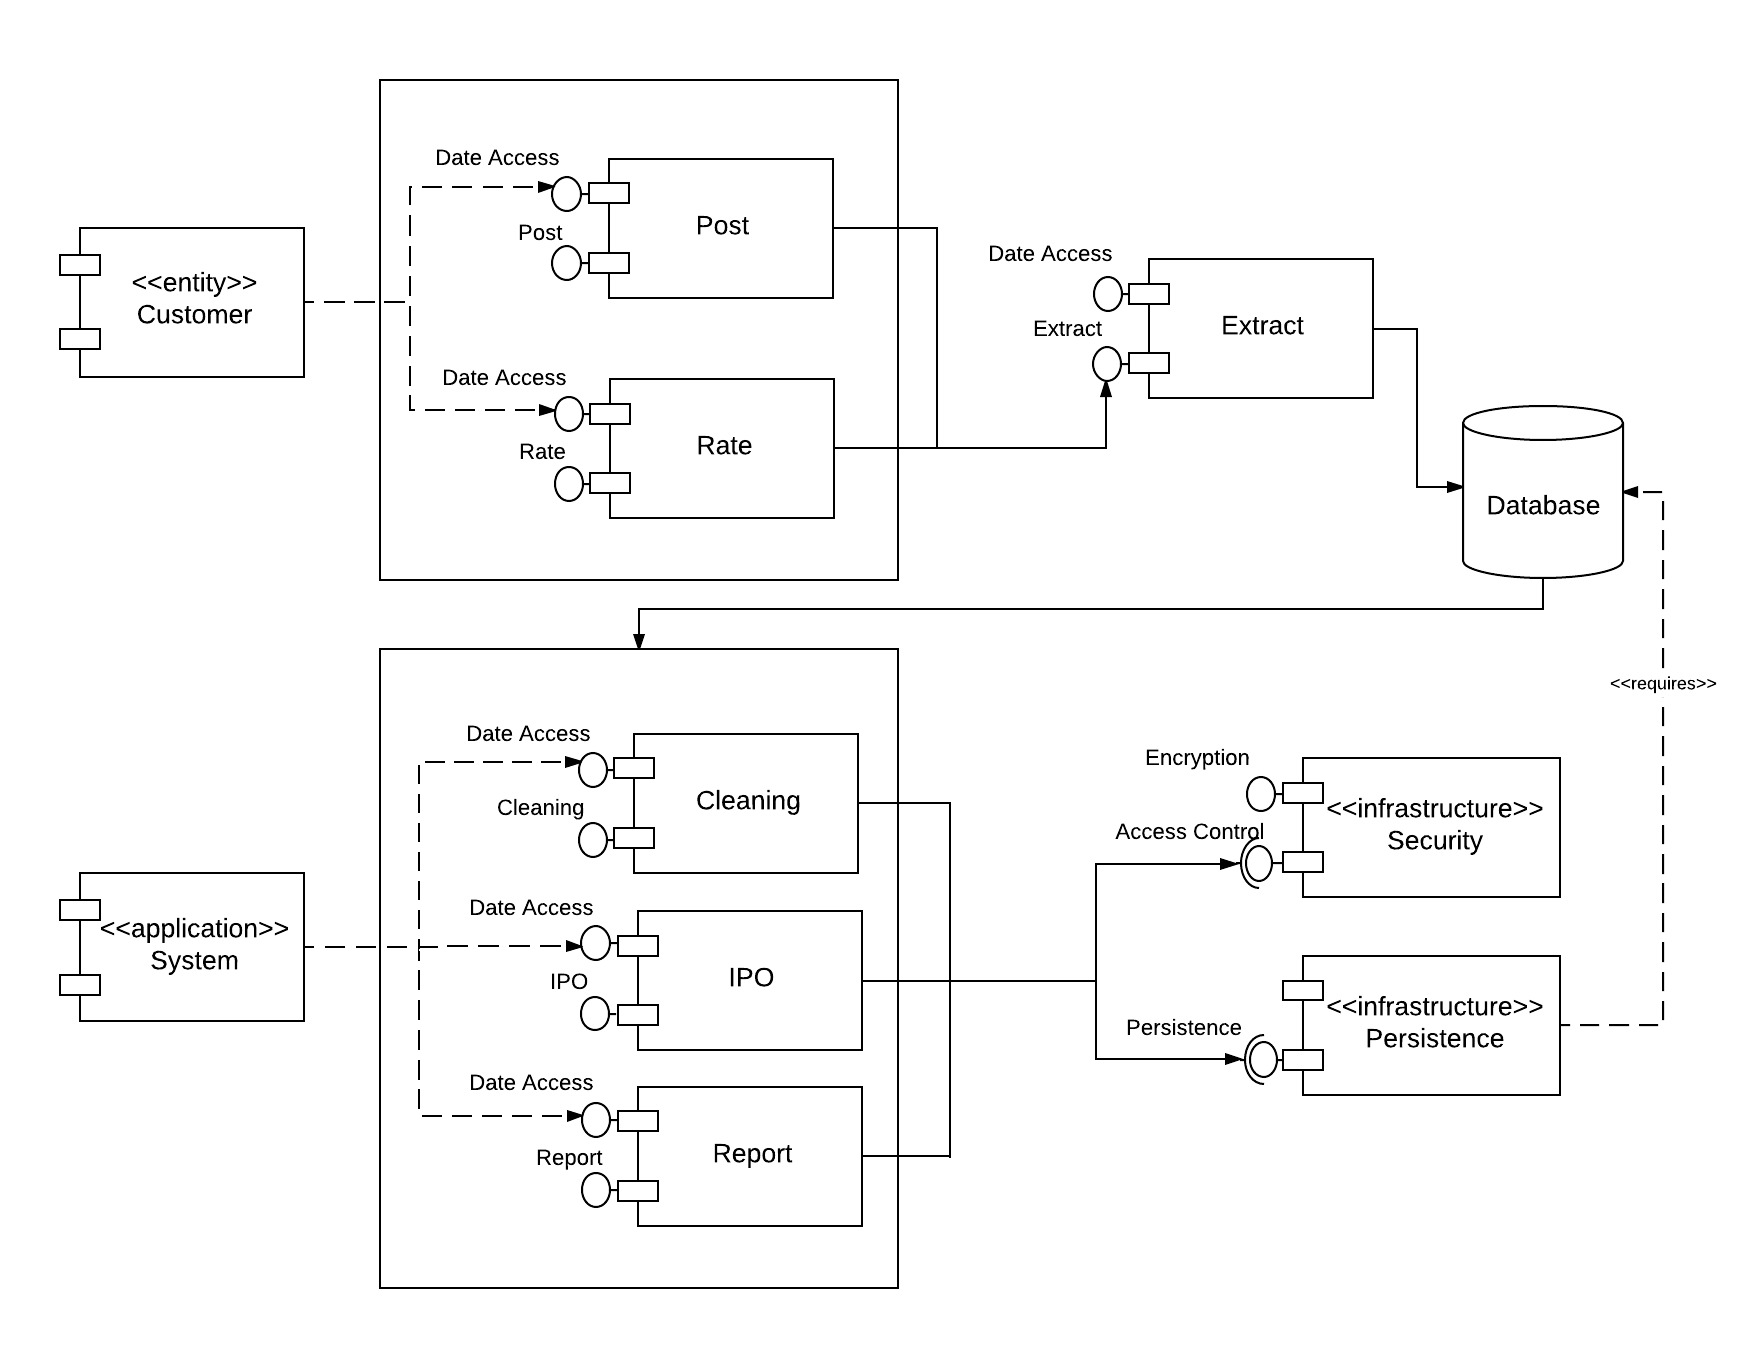 Date Access
Post
Post
<<entity>>
Customer
Date Access
Rate
Rate
Date Access
Extract
Extract
Database
<<requires>>
Date Access
Cleaning
Cleaning
<<application>>
System
Date Access
IPO
IPO
Date Access
Report
Report
Encryption
Access Control
<<infrastructure>>
Security
Persistence
<<infrastructure>>
Persistence